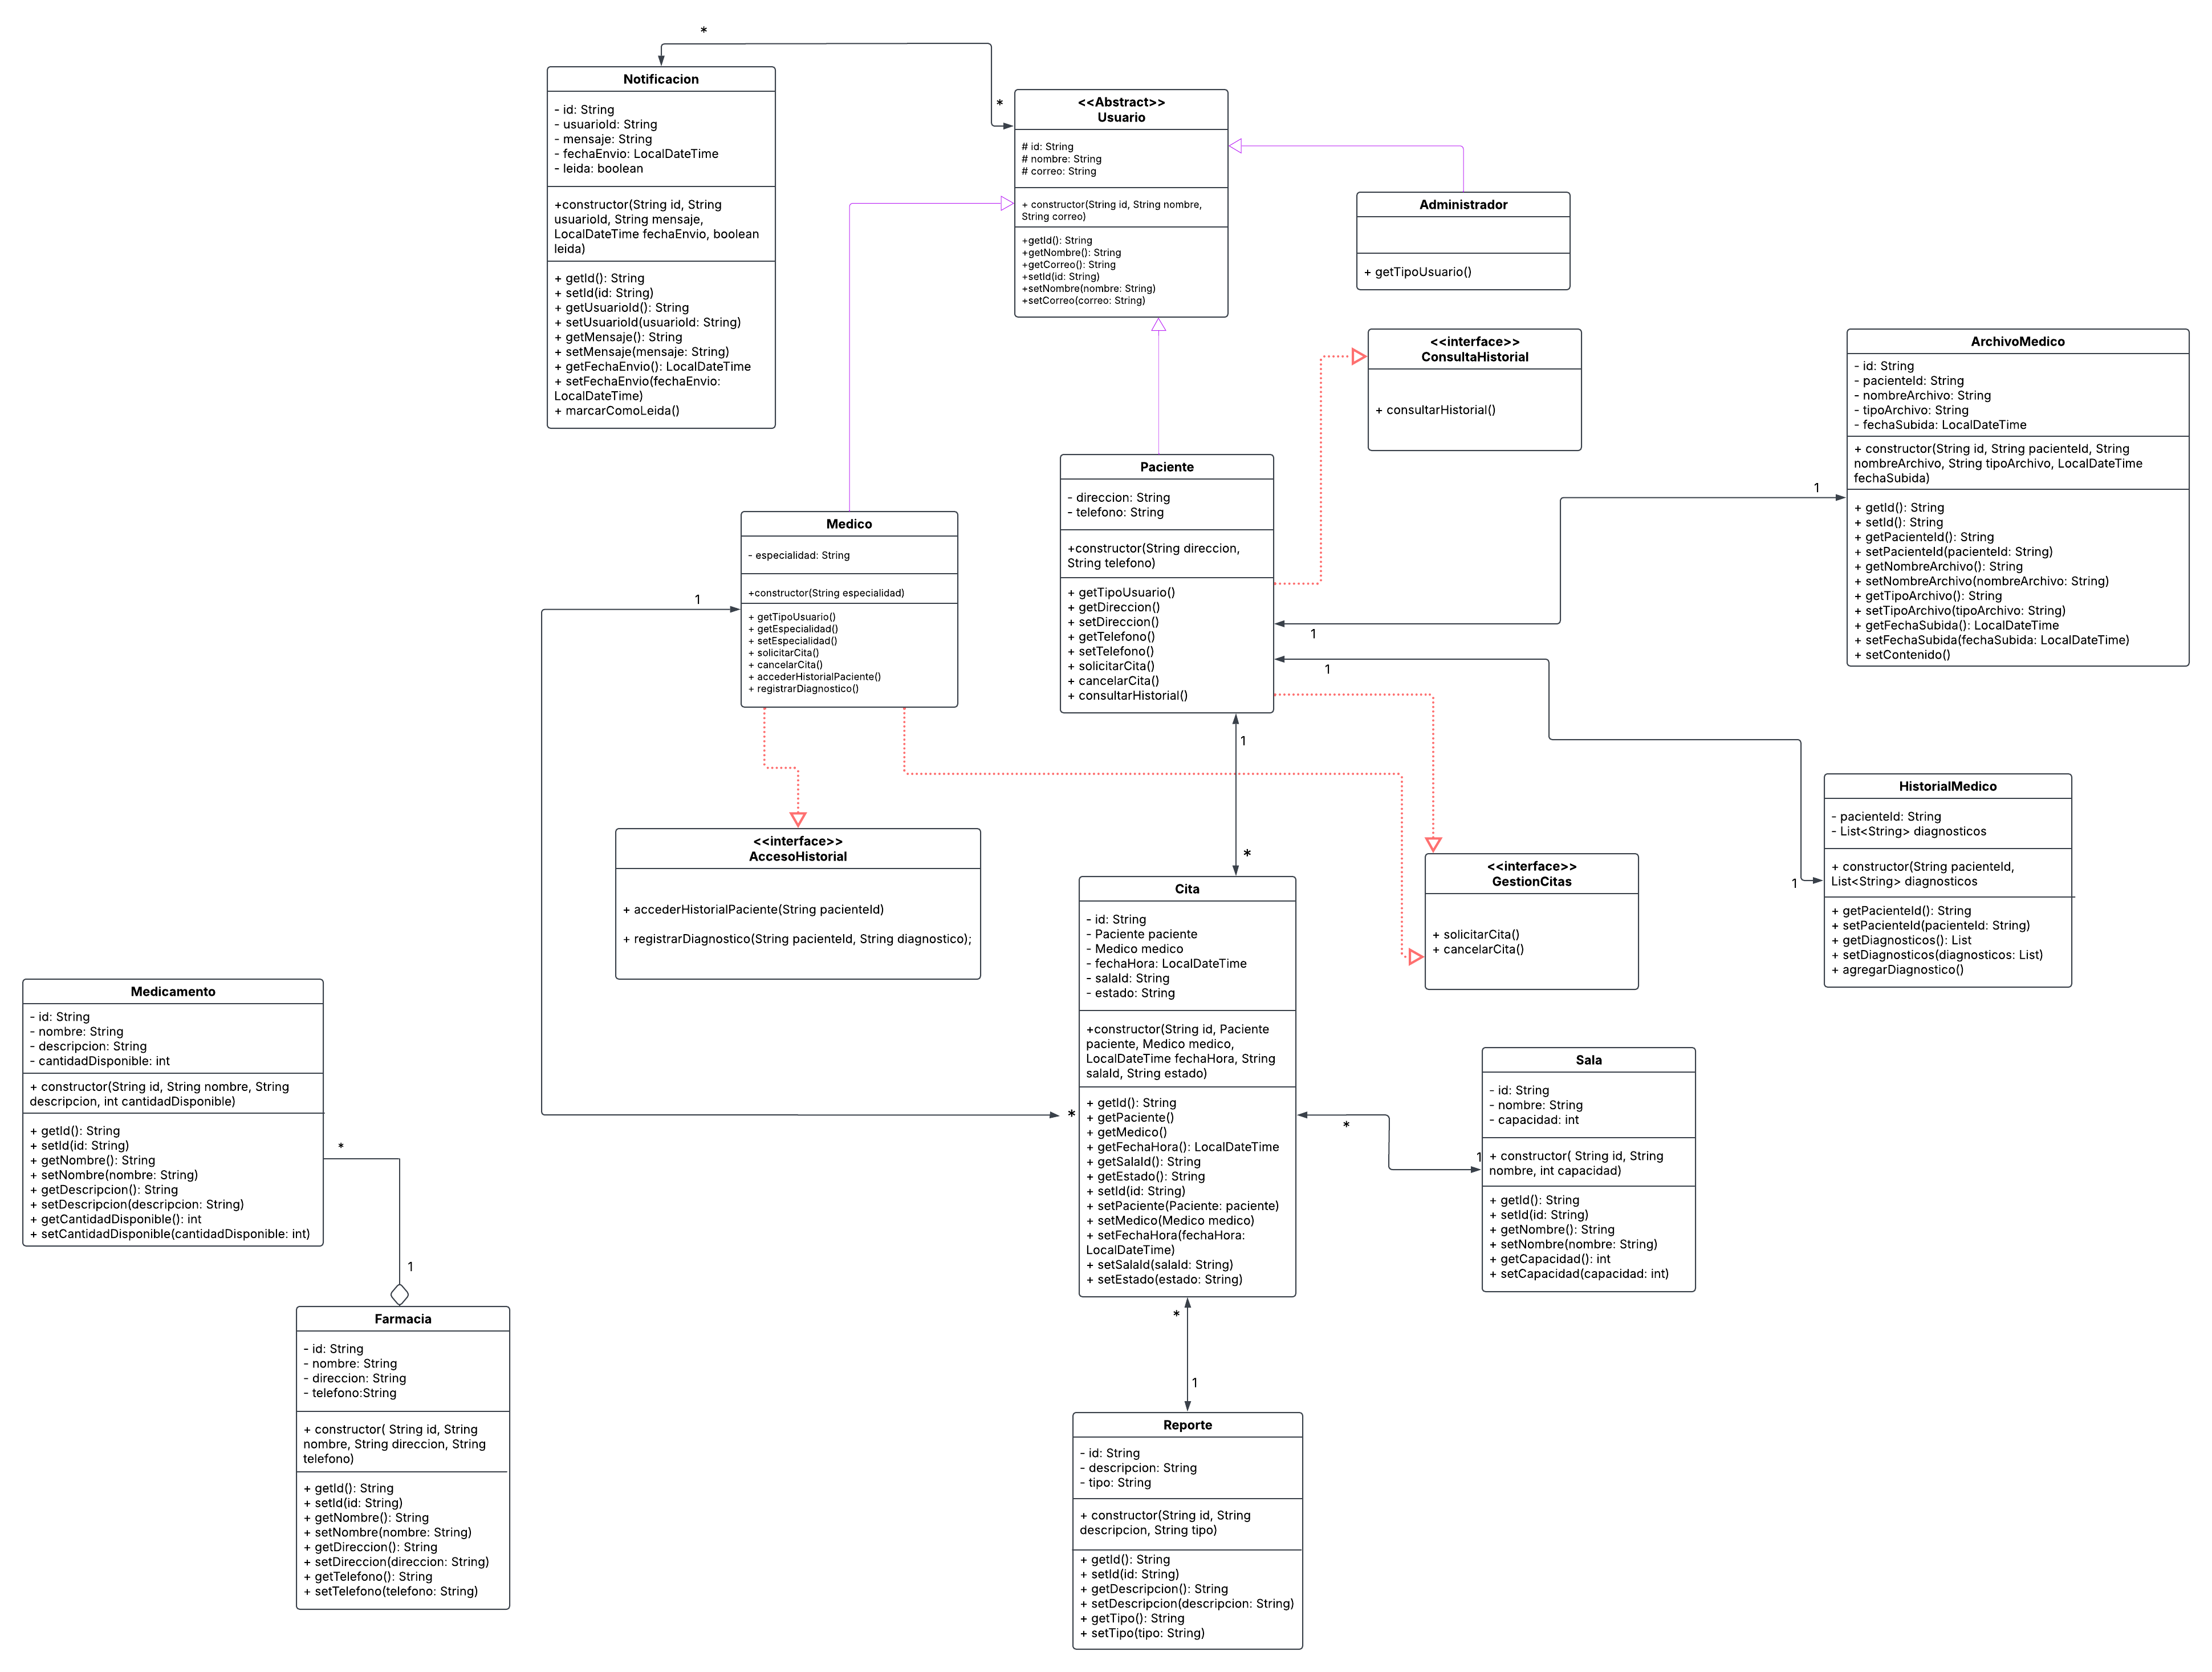 *
Notificacion
- id: String
- usuarioId: String
- mensaje: String
- fechaEnvio: LocalDateTime
- leida: boolean
+constructor(String id, String
usuarioId, String mensaje,
LocalDateTime fechaEnvio, boolean
leida)
+ getId(): String
+ setId(id: String)
+ getUsuarioId(): String
+ setUsuarioId(usuarioId: String)
+ getMensaje(): String
+ setMensaje(mensaje: String)
+ getFechaEnvio(): LocalDateTime
+ setFechaEnvio(fechaEnvio:
LocalDateTime)
+ marcarComoLeida()
*
<<Abstract>>
Usuario
# id: String
# nombre: String
# correo: String
+ constructor(String id, String nombre,
String correo)
+getId(): String
+getNombre(): String
+getCorreo(): String
+setId(id: String)
+setNombre(nombre: String)
+setCorreo(correo: String)
Administrador
+ getTipoUsuario()
<<interface>>
ConsultaHistorial
+ consultarHistorial()
ArchivoMedico
- id: String
- pacienteId: String
- nombreArchivo: String
- tipoArchivo: String
- fechaSubida: LocalDateTime
+ constructor(String id, String pacienteId, String
nombreArchivo, String tipoArchivo, LocalDateTime
fechaSubida)
+ getId(): String
+ setId(): String
+ getPacienteId(): String
+ setPacienteId(pacienteId: String)
+ getNombreArchivo(): String
+ setNombreArchivo(nombreArchivo: String)
+ getTipoArchivo(): String
+ setTipoArchivo(tipoArchivo: String)
+ getFechaSubida(): LocalDateTime
+ setFechaSubida(fechaSubida: LocalDateTime)
+ setContenido()
1
1
1
Paciente
- direccion: String
- telefono: String
+constructor(String direccion,
String telefono)
+ getTipoUsuario()
+ getDireccion()
+ setDireccion()
+ getTelefono()
+ setTelefono()
+ solicitarCita()
+ cancelarCita()
+ consultarHistorial()
Medico
- especialidad: String
+constructor(String especialidad)
+ getTipoUsuario()
+ getEspecialidad()
+ setEspecialidad()
+ solicitarCita()
+ cancelarCita()
+ accederHistorialPaciente()
+ registrarDiagnostico()
1
1
*
<<interface>>
AccesoHistorial
+ accederHistorialPaciente(String pacienteId)
+ registrarDiagnostico(String pacienteId, String diagnostico);
<<interface>>
GestionCitas
+ solicitarCita()
+ cancelarCita()
HistorialMedico
- pacienteId: String
- List<String> diagnosticos
+ constructor(String pacienteId,
List<String> diagnosticos
+ getPacienteId(): String
+ setPacienteId(pacienteId: String)
+ getDiagnosticos(): List
+ setDiagnosticos(diagnosticos: List)
+ agregarDiagnostico()
1
Cita
- id: String
- Paciente paciente
- Medico medico
- fechaHora: LocalDateTime
- salaId: String
- estado: String
+constructor(String id, Paciente
paciente, Medico medico,
LocalDateTime fechaHora, String
salaId, String estado)
+ getId(): String
+ getPaciente()
+ getMedico()
+ getFechaHora(): LocalDateTime
+ getSalaId(): String
+ getEstado(): String
+ setId(id: String)
+ setPaciente(Paciente: paciente)
+ setMedico(Medico medico)
+ setFechaHora(fechaHora:
LocalDateTime)
+ setSalaId(salaId: String)
+ setEstado(estado: String)
*
*
1
Sala
- id: String
- nombre: String
- capacidad: int
+ constructor( String id, String
nombre, int capacidad)
+ getId(): String
+ setId(id: String)
+ getNombre(): String
+ setNombre(nombre: String)
+ getCapacidad(): int
+ setCapacidad(capacidad: int)
Medicamento
- id: String
- nombre: String
- descripcion: String
- cantidadDisponible: int
+ constructor(String id, String nombre, String
descripcion, int cantidadDisponible)
+ getId(): String
+ setId(id: String)
+ getNombre(): String
+ setNombre(nombre: String)
+ getDescripcion(): String
+ setDescripcion(descripcion: String)
+ getCantidadDisponible(): int
+ setCantidadDisponible(cantidadDisponible: int)
*
1
Farmacia
- id: String
- nombre: String
- direccion: String
- telefono:String
+ constructor( String id, String
nombre, String direccion, String
telefono)
+ getId(): String
+ setId(id: String)
+ getNombre(): String
+ setNombre(nombre: String)
+ getDireccion(): String
+ setDireccion(direccion: String)
+ getTelefono(): String
+ setTelefono(telefono: String)
*
1
Reporte
- id: String
- descripcion: String
- tipo: String
+ constructor(String id, String
descripcion, String tipo)
+ getId(): String
+ setId(id: String)
+ getDescripcion(): String
+ setDescripcion(descripcion: String)
+ getTipo(): String
+ setTipo(tipo: String)